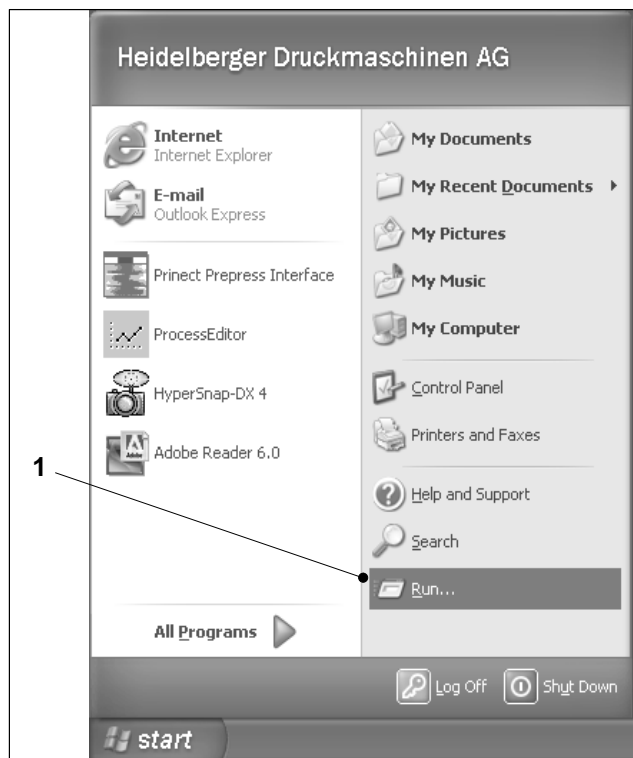 Heidelberger Druckmaschinen AG
Internet
Internet Explorer
E-mail
Outlook Express
Prinect Prepress Interface
ProcessEditor
HyperSnap-DX 4
Adobe Reader 6.0
All Programs
My Documents
My Recent Documents
My Pictures
My Music
My Computer
Control Panel
Printers and Faxes
Help and Support
Search
Run...
1
Log Off
Shut Down
start